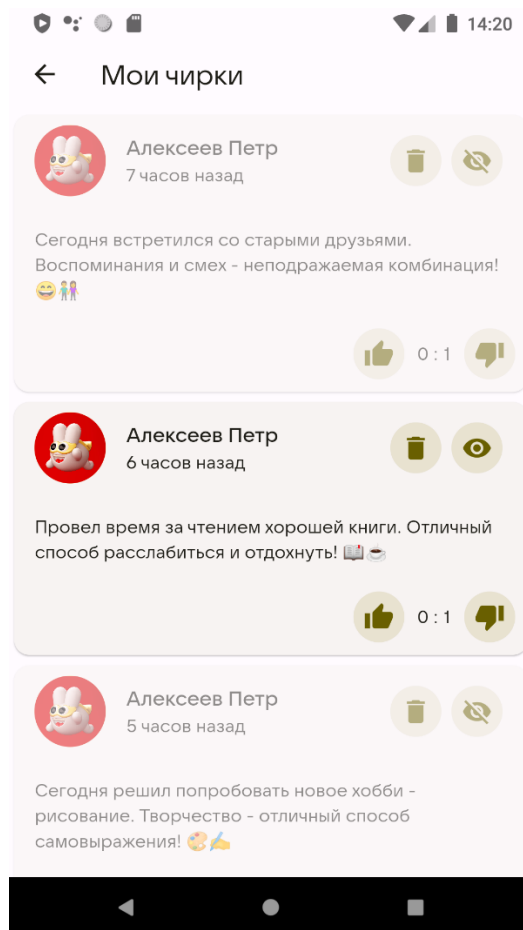 14:20
Мои чирки
Алексеев Петр
7 часов назад
Сегодня встретился со старыми друзьями.
Воспоминания и смех - неподражаемая комбинация!
😄👫
0 : 1
Алексеев Петр
6 часов назад
Провел время за чтением хорошей книги. Отличный
способ расслабиться и отдохнуть! 📖☕
0 : 1
Алексеев Петр
5 часов назад
Сегодня решил попробовать новое хобби -
рисование. Творчество - отличный способ
самовыражения! 🎨✍️